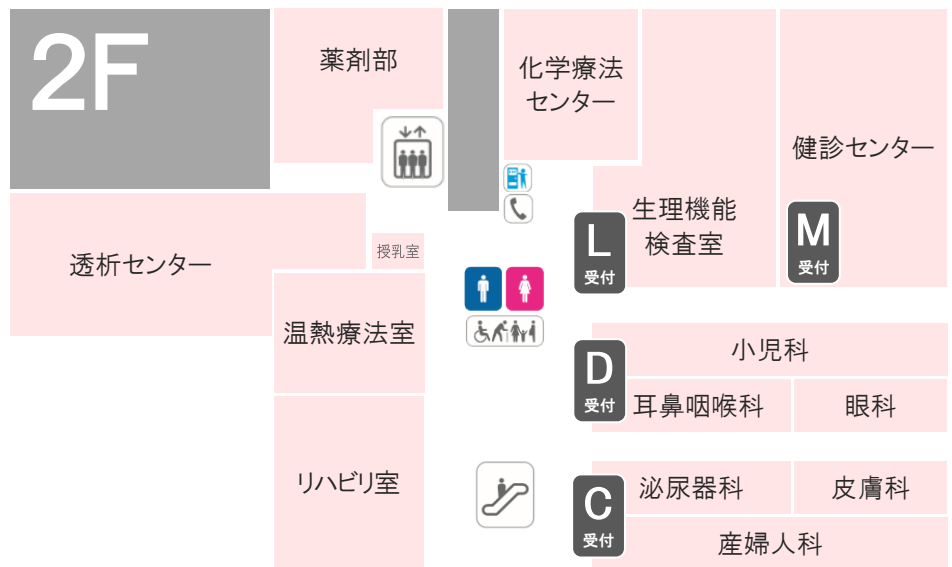 2F
薬剤部
化学療法
センター
健診センター
生理機能
検査室
L
受付
M
受付
透析センター
授乳室
温熱療法室
リハビリ室
D
受付
小児科
耳鼻咽喉科
眼科
C
受付
泌尿器科
皮膚科
産婦人科